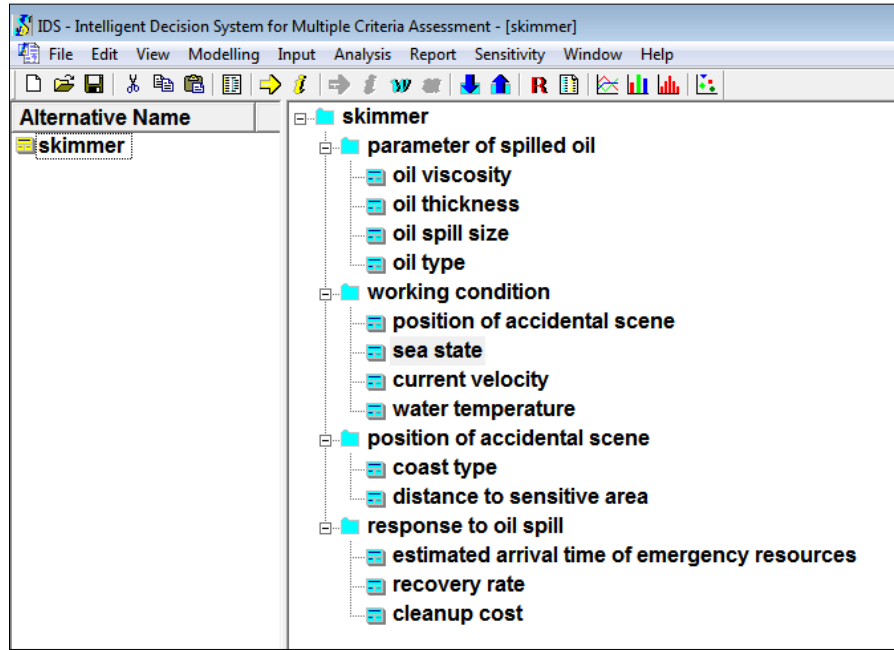 IDS - Intelligent Decision System for Multiple Criteria Assessment - [skimmer]
File Edit View Modelling Input Analysis Report Sensitivity Window Help
i i w R
Alternative Name
skimmer
skimmer
parameter of spilled oil
oil viscosity
oil thickness
oil spill size
oil type
working condition
position of accidental scene
sea state
current velocity
water temperature
position of accidental scene
coast type
distance to sensitive area
response to oil spill
estimated arrival time of emergency resources
recovery rate
cleanup cost